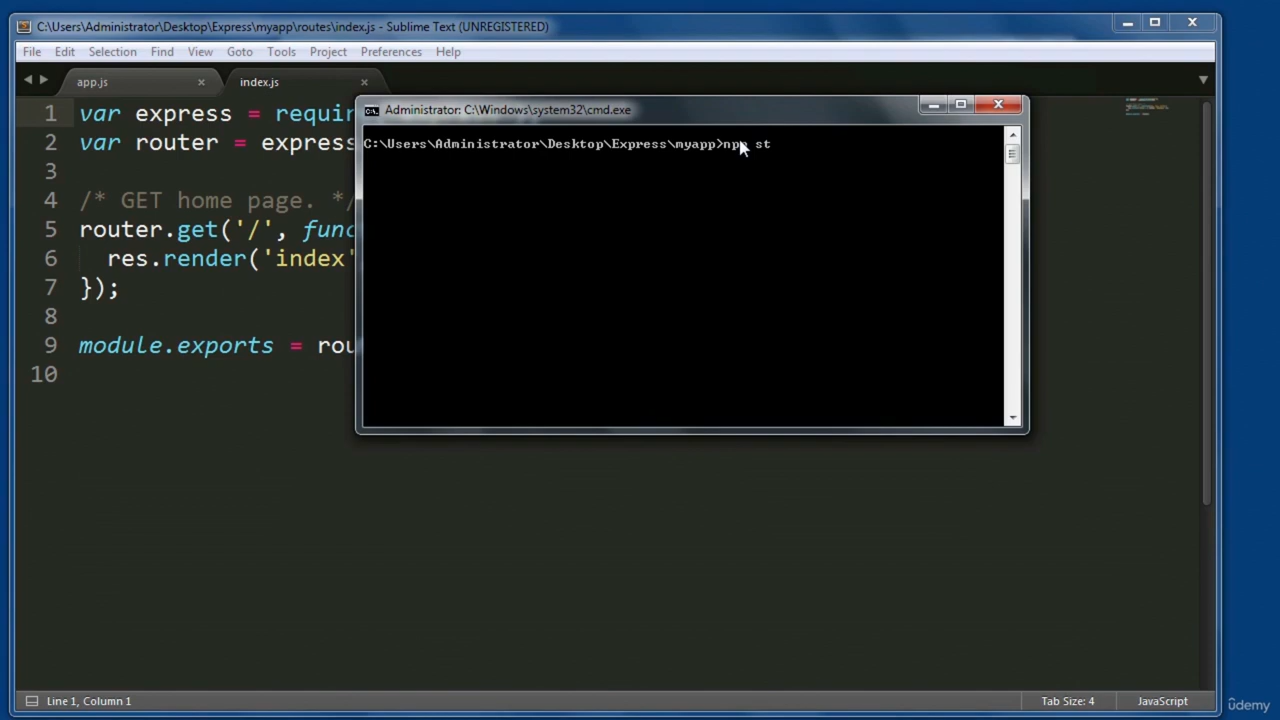 C:\Users\Administrator\Desktop\Express\myapp\routes\index.js - Sublime Text (UNREGISTERED)
File Edit Selection Find View Goto Tools Project Preferences Help
app.js × index.js ×
Administrator: C:\Windows\system32\cmd.exe
C:\Users\Administrator\Desktop\Express\myapp>npm st
1 var express = requir
2 var router = express
3
4 /* GET home page. */
5 router.get('/', func
6 res.render('index'
7 });
8
9 module.exports = rou
10
Line 1, Column 1 Tab Size: 4 JavaScript
ûdemy